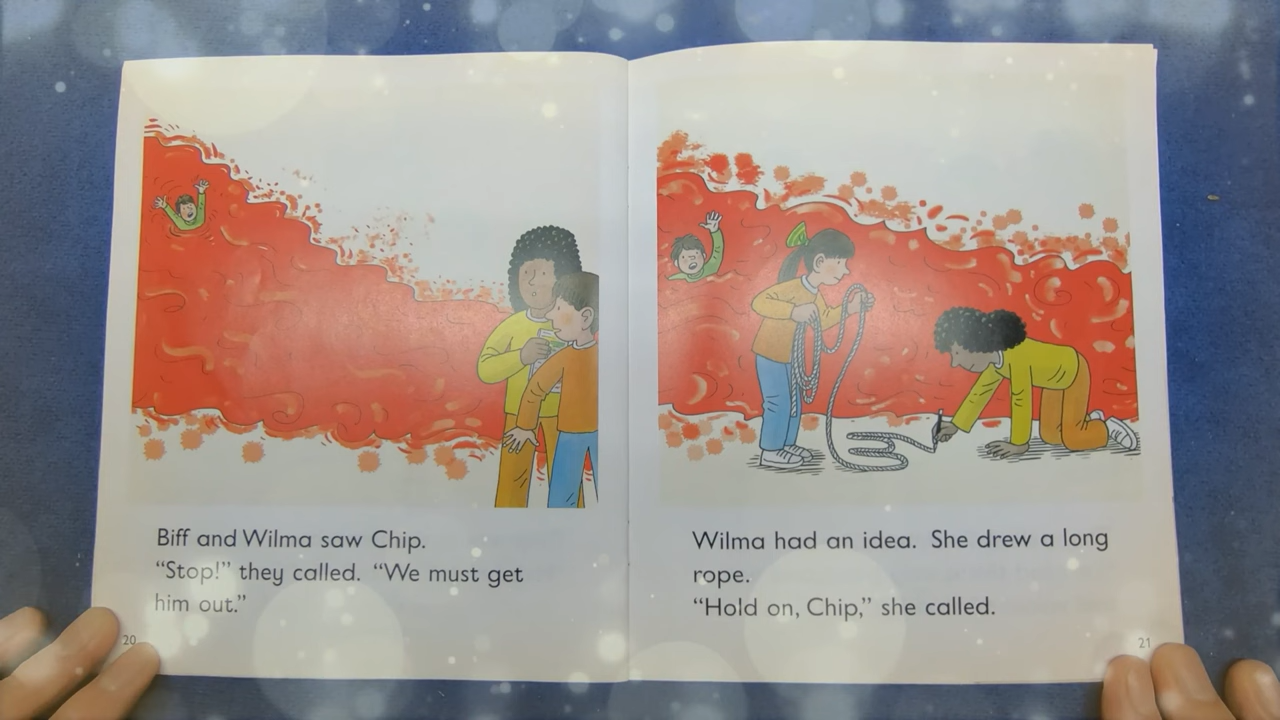 Biff and Wilma saw Chip.
“Stop!” they called. “We must get
him out.”
20
Wilma had an idea. She drew a long
rope.
“Hold on, Chip,” she called.
21